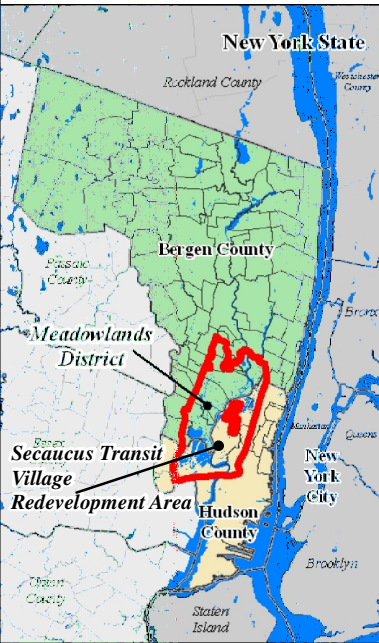 New York State
Rockland County
Westchester
County
Bergen County
Passaic
County
Bronx
Meadowlands
District
Manhattan
Queens
Essex
County
Secaucus Transit
Village
Redevelopment Area
New
York
City
Hudson
County
Brooklyn
Union
County
Staten
Island